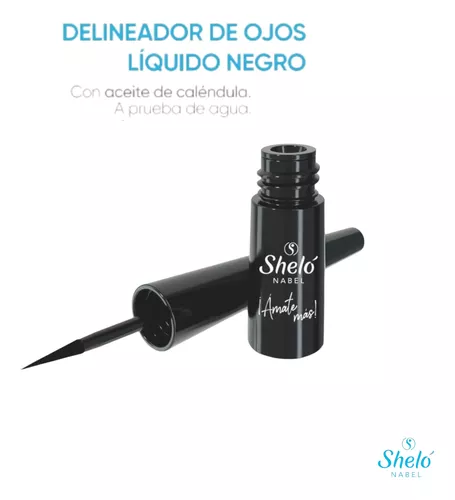 DELINEADOR DE OJOS
LÍQUIDO NEGRO
Con aceite de caléndula.
A prueba de agua.
Sheló
NABEL
¡Ámate
más!
Sheló
NABEL